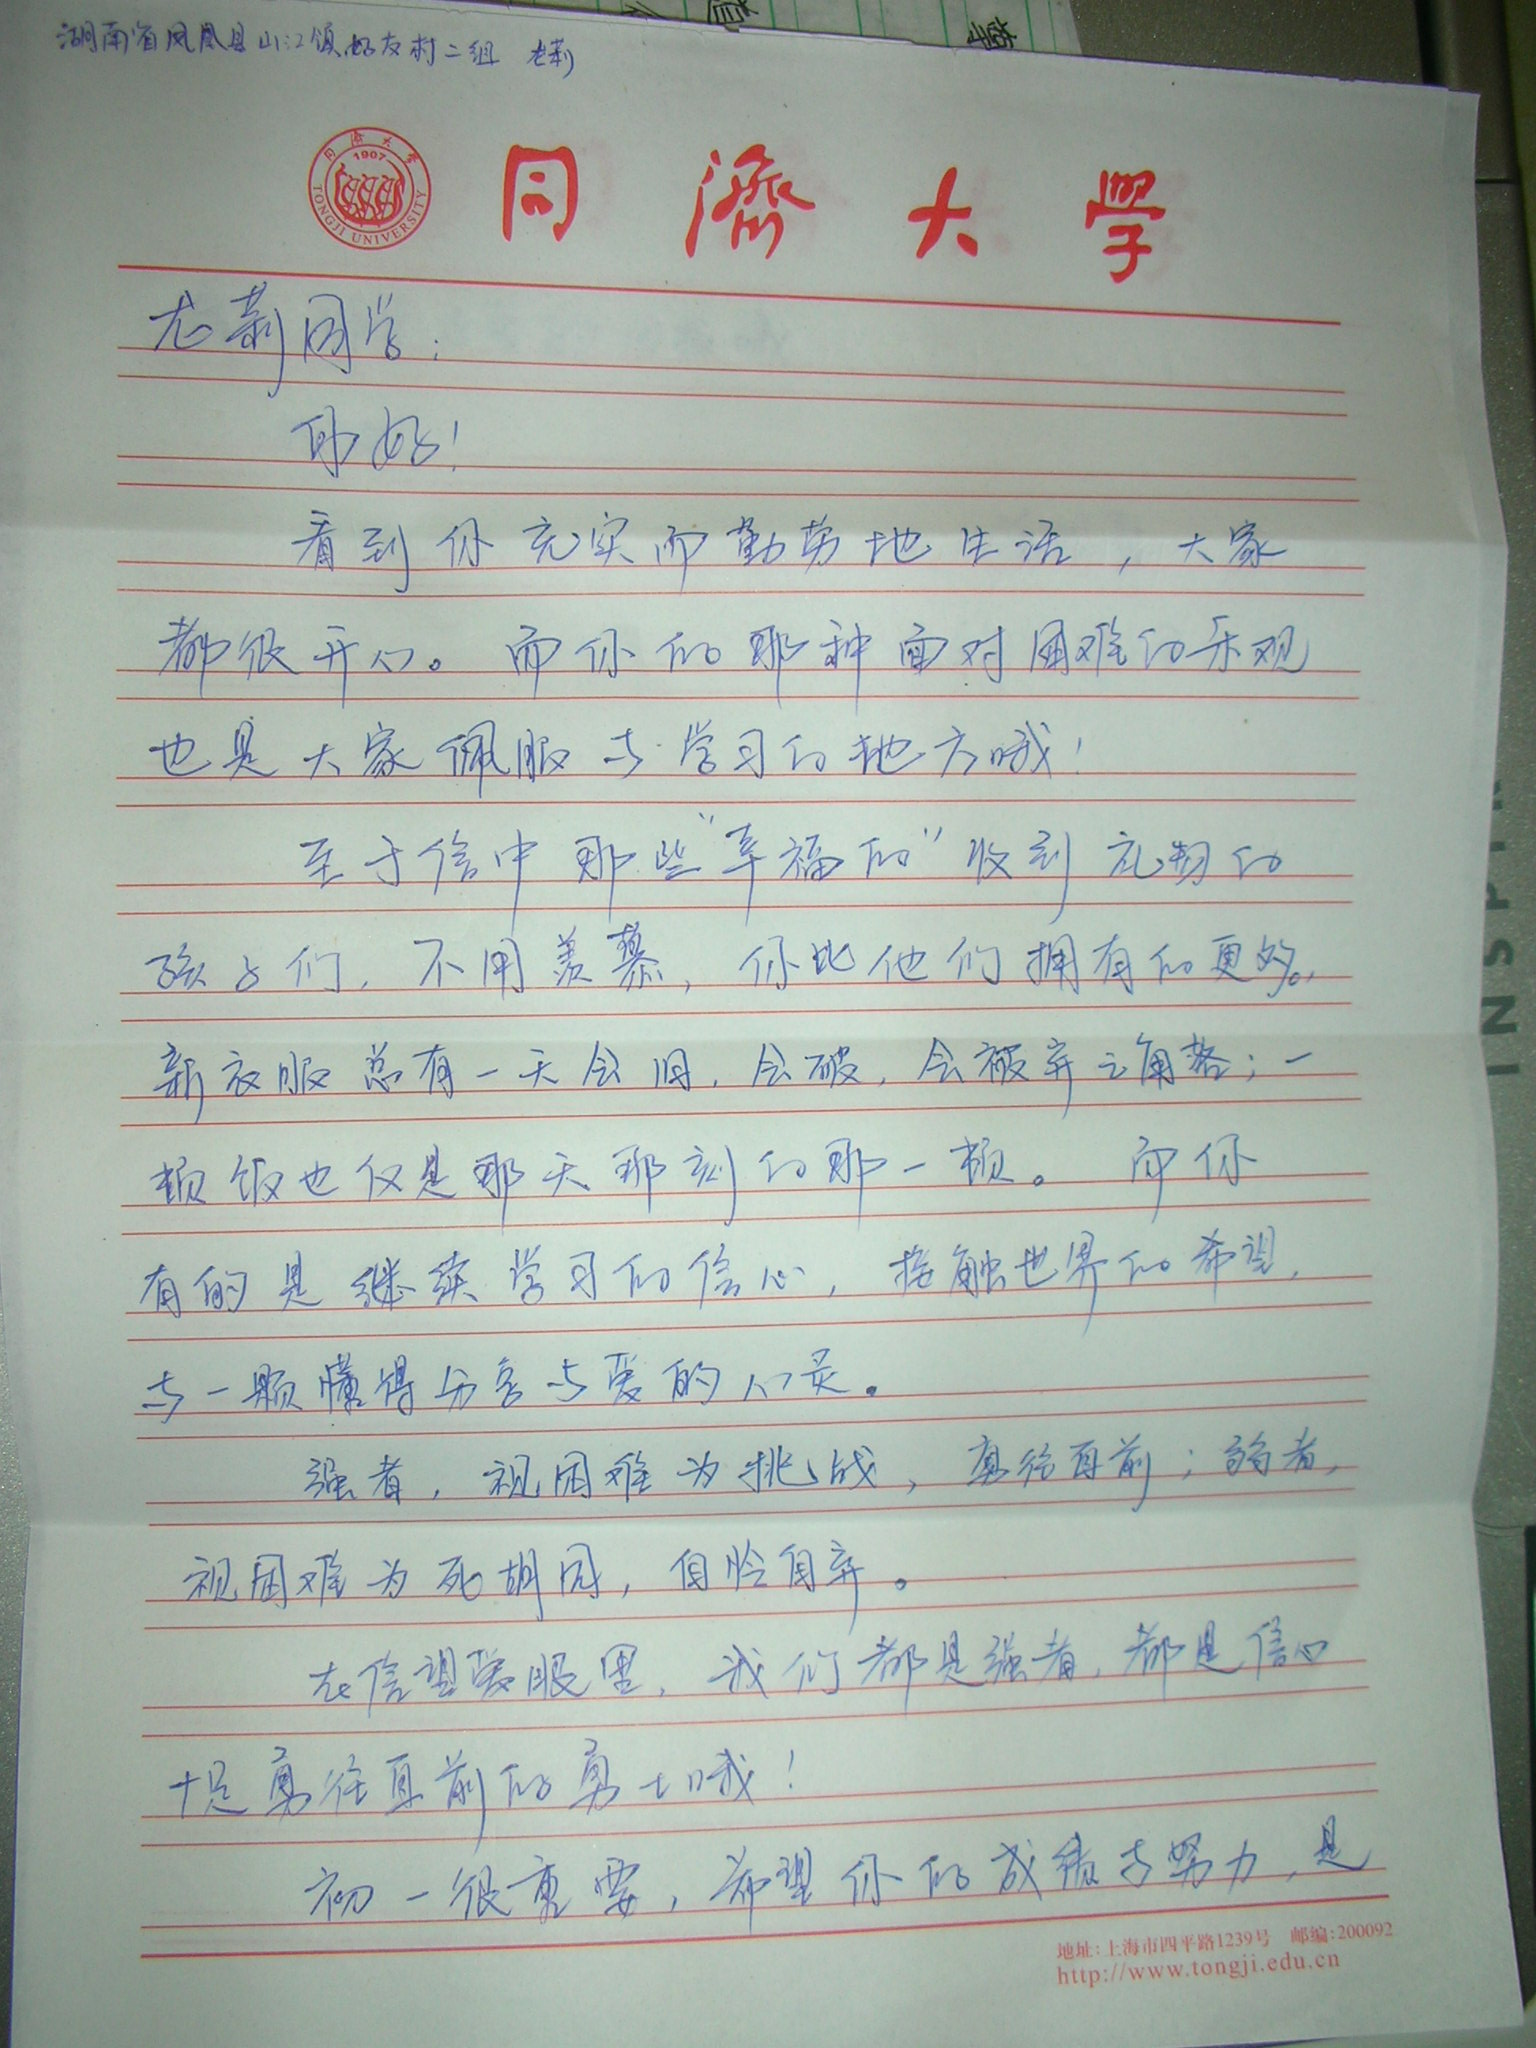 湖南省凤凰县山江镇好友村二组 龙莉
同济大学
1907
TONGJI UNIVERSITY
同濟大学
龙莉同学:
你好!
看到你充实而勤劳地生活,大家
都很开心。而你的那种面对困难的乐观
也是大家佩服与学习的地方哦!
至于信中那些“幸福的”收到礼物的
孩子们,不用羡慕,你比他们拥有的更好。
新衣服总有一天会旧,会破,会被弃之角落;一
顿饭也仅是那天那刻的那一顿。而你
有的是继续学习的信心,接触世界的希望,
与一颗懂得分享与爱的心灵。
强者,视困难为挑战,勇往直前;弱者,
视困难为死胡同,自怜自弃。
在信望爱眼里,我们都是强者,都是信心
十足勇往直前的勇士哦!
初一很重要,希望你的成绩与努力,是
地址:上海市四平路1239号 邮编:200092
http://www.tongji.edu.cn
INSPIR